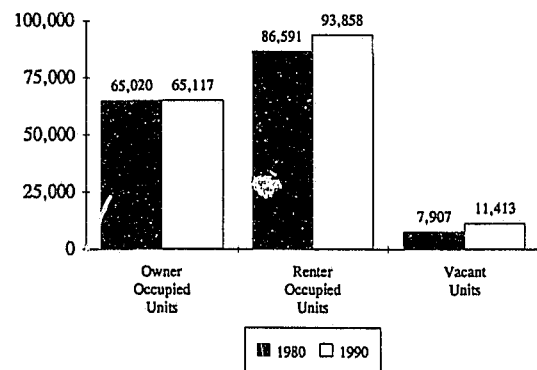 100,000
75,000
50,000
25,000
0
65,020 65,117
86,591 93,858
7,907 11,413
Owner
Occupied
Units
Renter
Occupied
Units
Vacant
Units
1980 1990